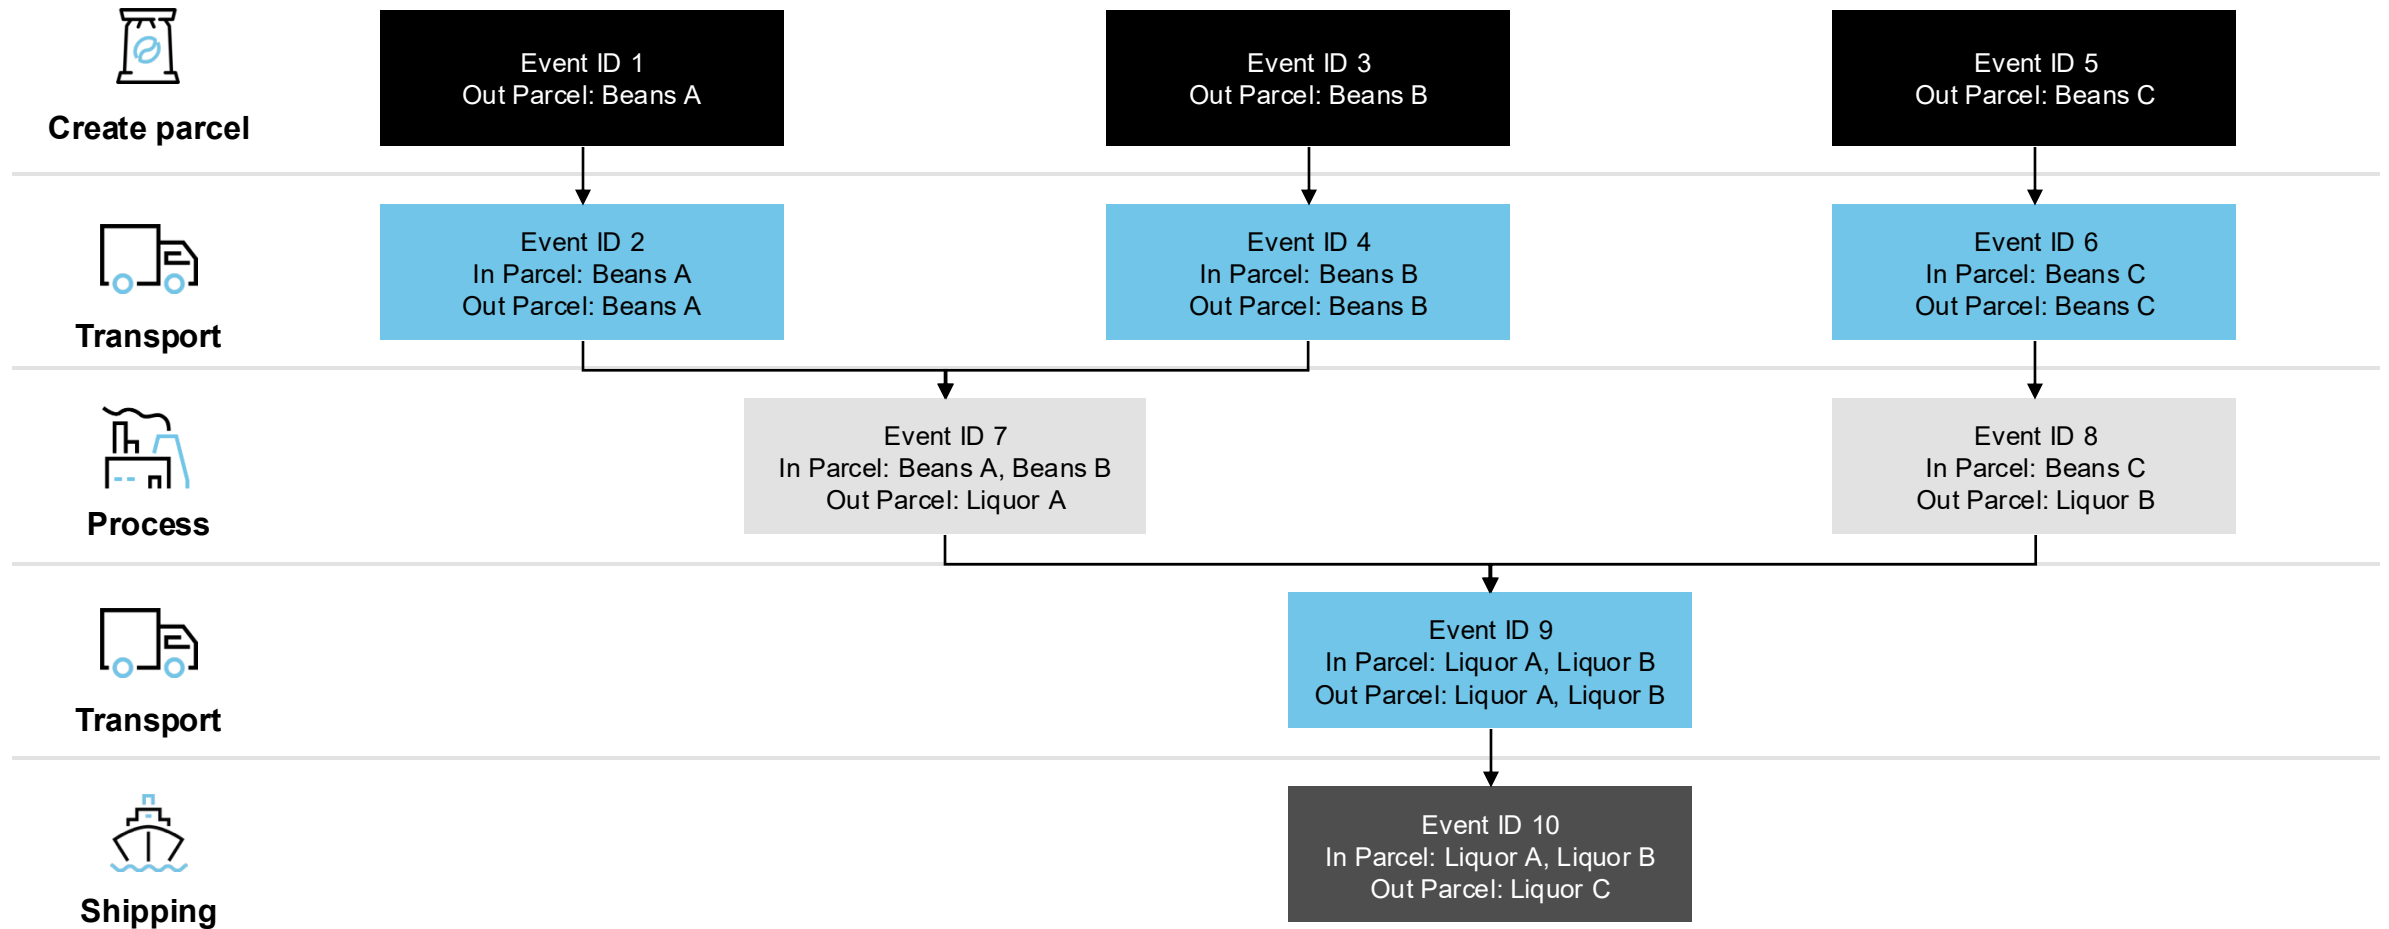 Create parcel
Event ID 1
Out Parcel: Beans A
Event ID 3
Out Parcel: Beans B
Event ID 5
Out Parcel: Beans C
Transport
Event ID 2
In Parcel: Beans A
Out Parcel: Beans A
Event ID 4
In Parcel: Beans B
Out Parcel: Beans B
Event ID 6
In Parcel: Beans C
Out Parcel: Beans C
Process
Event ID 7
In Parcel: Beans A, Beans B
Out Parcel: Liquor A
Event ID 8
In Parcel: Beans C
Out Parcel: Liquor B
Transport
Event ID 9
In Parcel: Liquor A, Liquor B
Out Parcel: Liquor A, Liquor B
Shipping
Event ID 10
In Parcel: Liquor A, Liquor B
Out Parcel: Liquor C